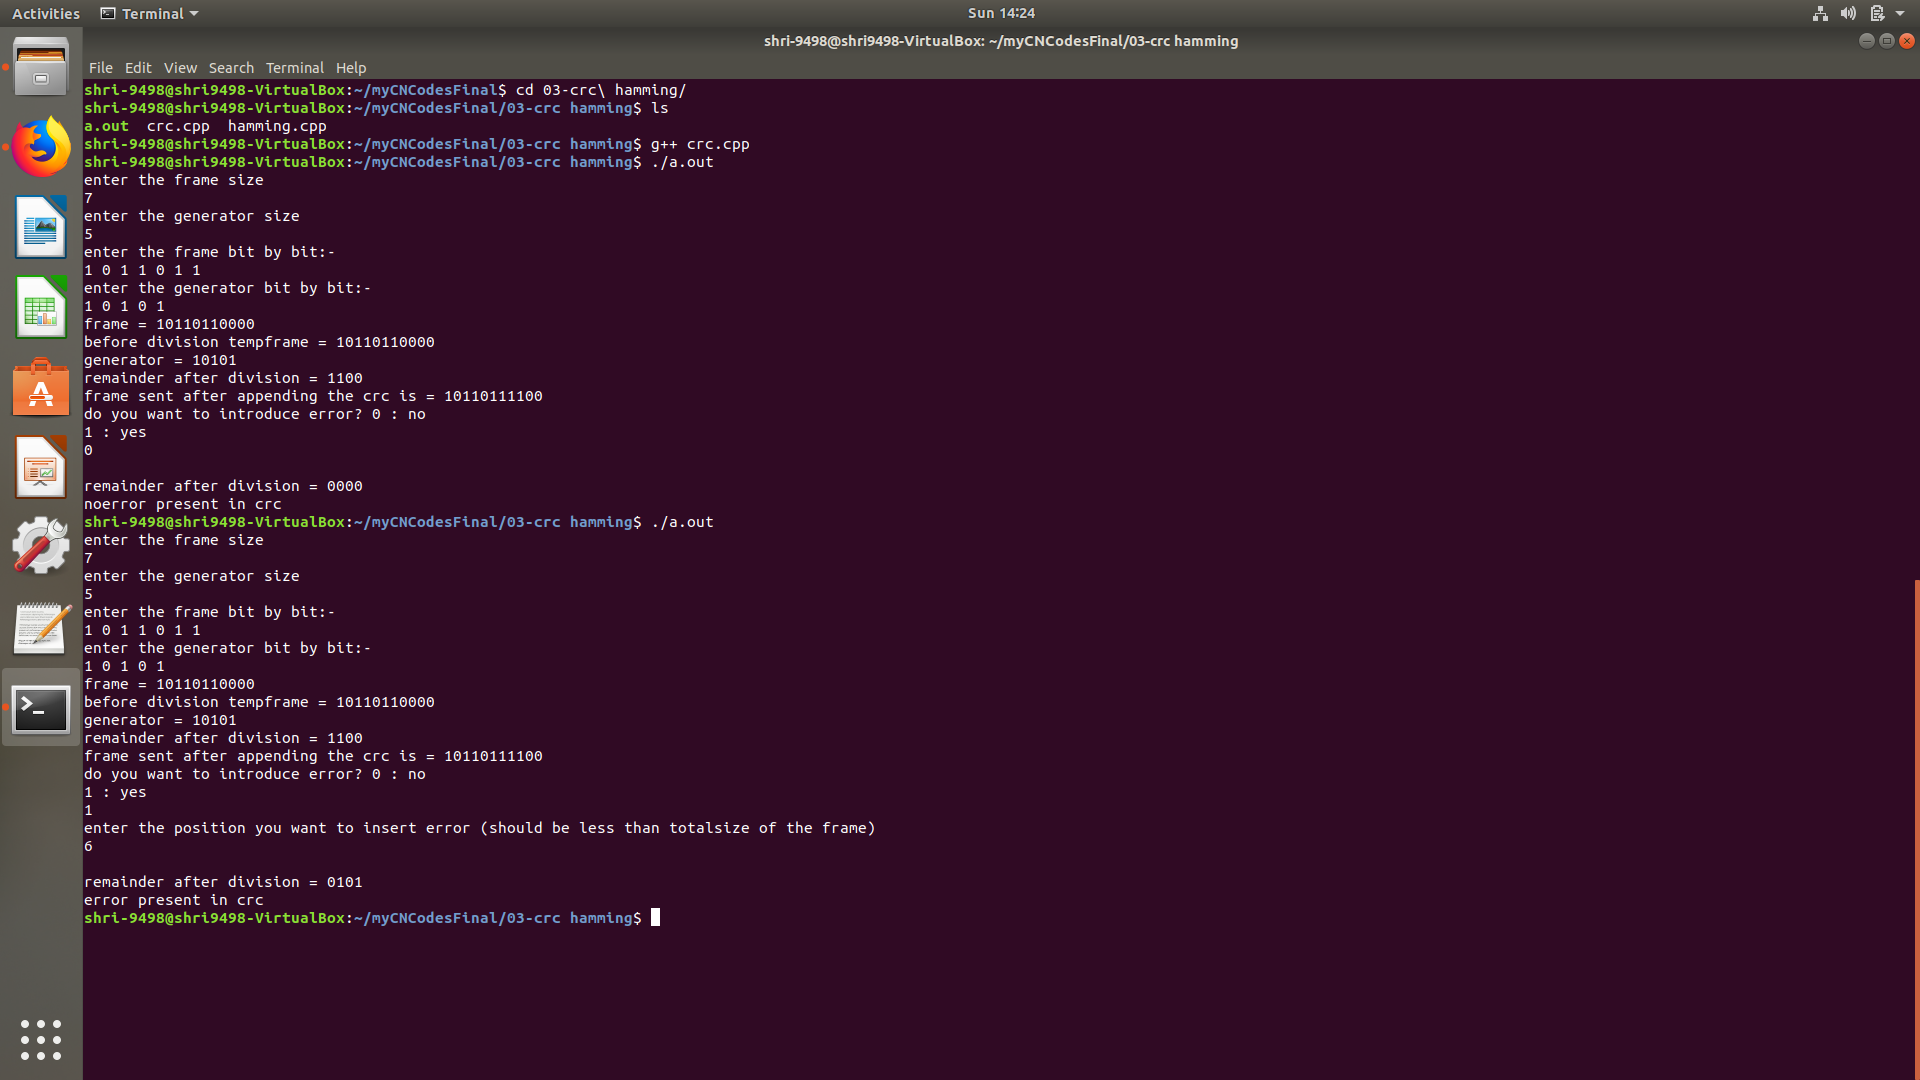 Activities Terminal Sun 14:24
shri-9498@shri9498-VirtualBox: ~/myCNCodesFinal/03-crc hamming
File Edit View Search Terminal Help
shri-9498@shri9498-VirtualBox:~/myCNCodesFinal$ cd 03-crc\ hamming/
shri-9498@shri9498-VirtualBox:~/myCNCodesFinal/03-crc hamming$ ls
a.out crc.cpp hamming.cpp
shri-9498@shri9498-VirtualBox:~/myCNCodesFinal/03-crc hamming$ g++ crc.cpp
shri-9498@shri9498-VirtualBox:~/myCNCodesFinal/03-crc hamming$ ./a.out
enter the frame size
7
enter the generator size
5
enter the frame bit by bit:-
1 0 1 1 0 1 1
enter the generator bit by bit:-
1 0 1 0 1
frame = 10110110000
before division tempframe = 10110110000
generator = 10101
remainder after division = 1100
frame sent after appending the crc is = 10110111100
do you want to introduce error? 0 : no
1 : yes
0
remainder after division = 0000
noerror present in crc
shri-9498@shri9498-VirtualBox:~/myCNCodesFinal/03-crc hamming$ ./a.out
enter the frame size
7
enter the generator size
5
enter the frame bit by bit:-
1 0 1 1 0 1 1
enter the generator bit by bit:-
1 0 1 0 1
frame = 10110110000
before division tempframe = 10110110000
generator = 10101
remainder after division = 1100
frame sent after appending the crc is = 10110111100
do you want to introduce error? 0 : no
1 : yes
1
enter the position you want to insert error (should be less than totalsize of the frame)
6
remainder after division = 0101
error present in crc
shri-9498@shri9498-VirtualBox:~/myCNCodesFinal/03-crc hamming$